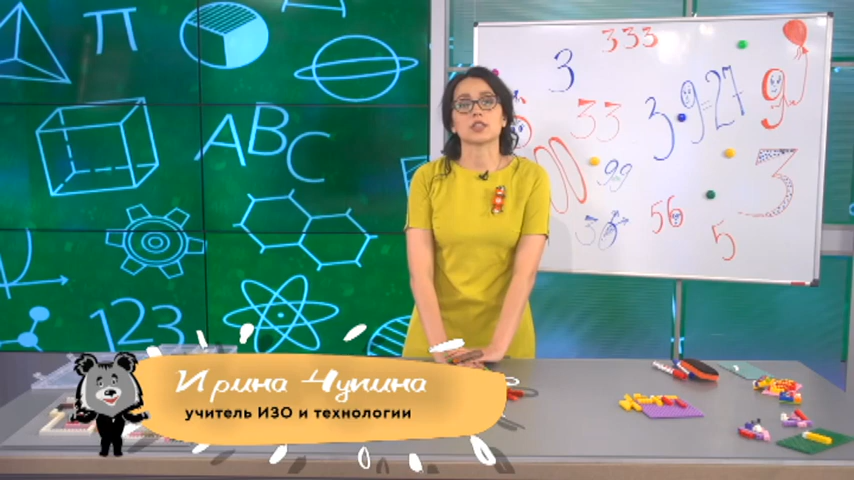 π
ABC
123
333
3
33
3·9=27
9
99
3
56
5
Ирина Чупина
учитель ИЗО и технологии